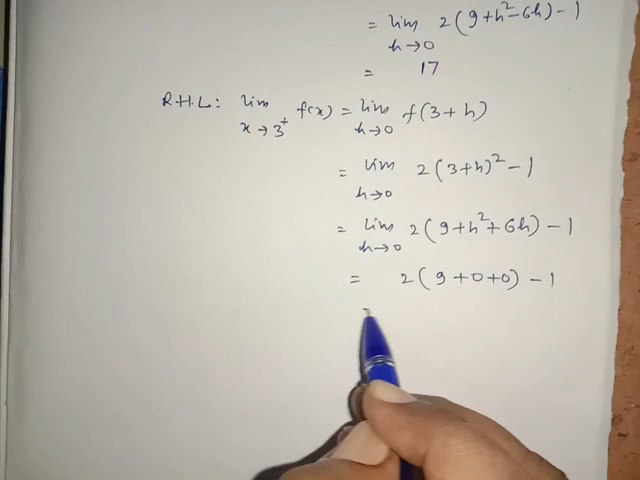 = lim 2(9+h²-6h)-1
h→0
= 17
R.H.L: lim f(x) = lim f(3+h)
x→3⁺ h→0
= lim 2(3+h)²-1
h→0
= lim 2(9+h²+6h)-1
h→0
= 2(9+0+0)-1